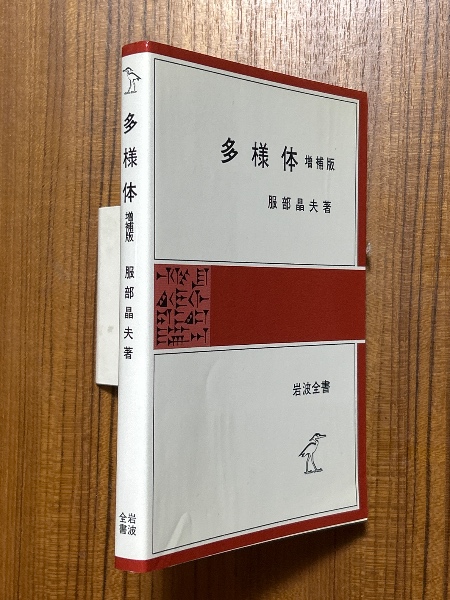 多様体 増補版
服部晶夫著
岩波全書
多様体 増補版 服部晶夫著
岩波
全書